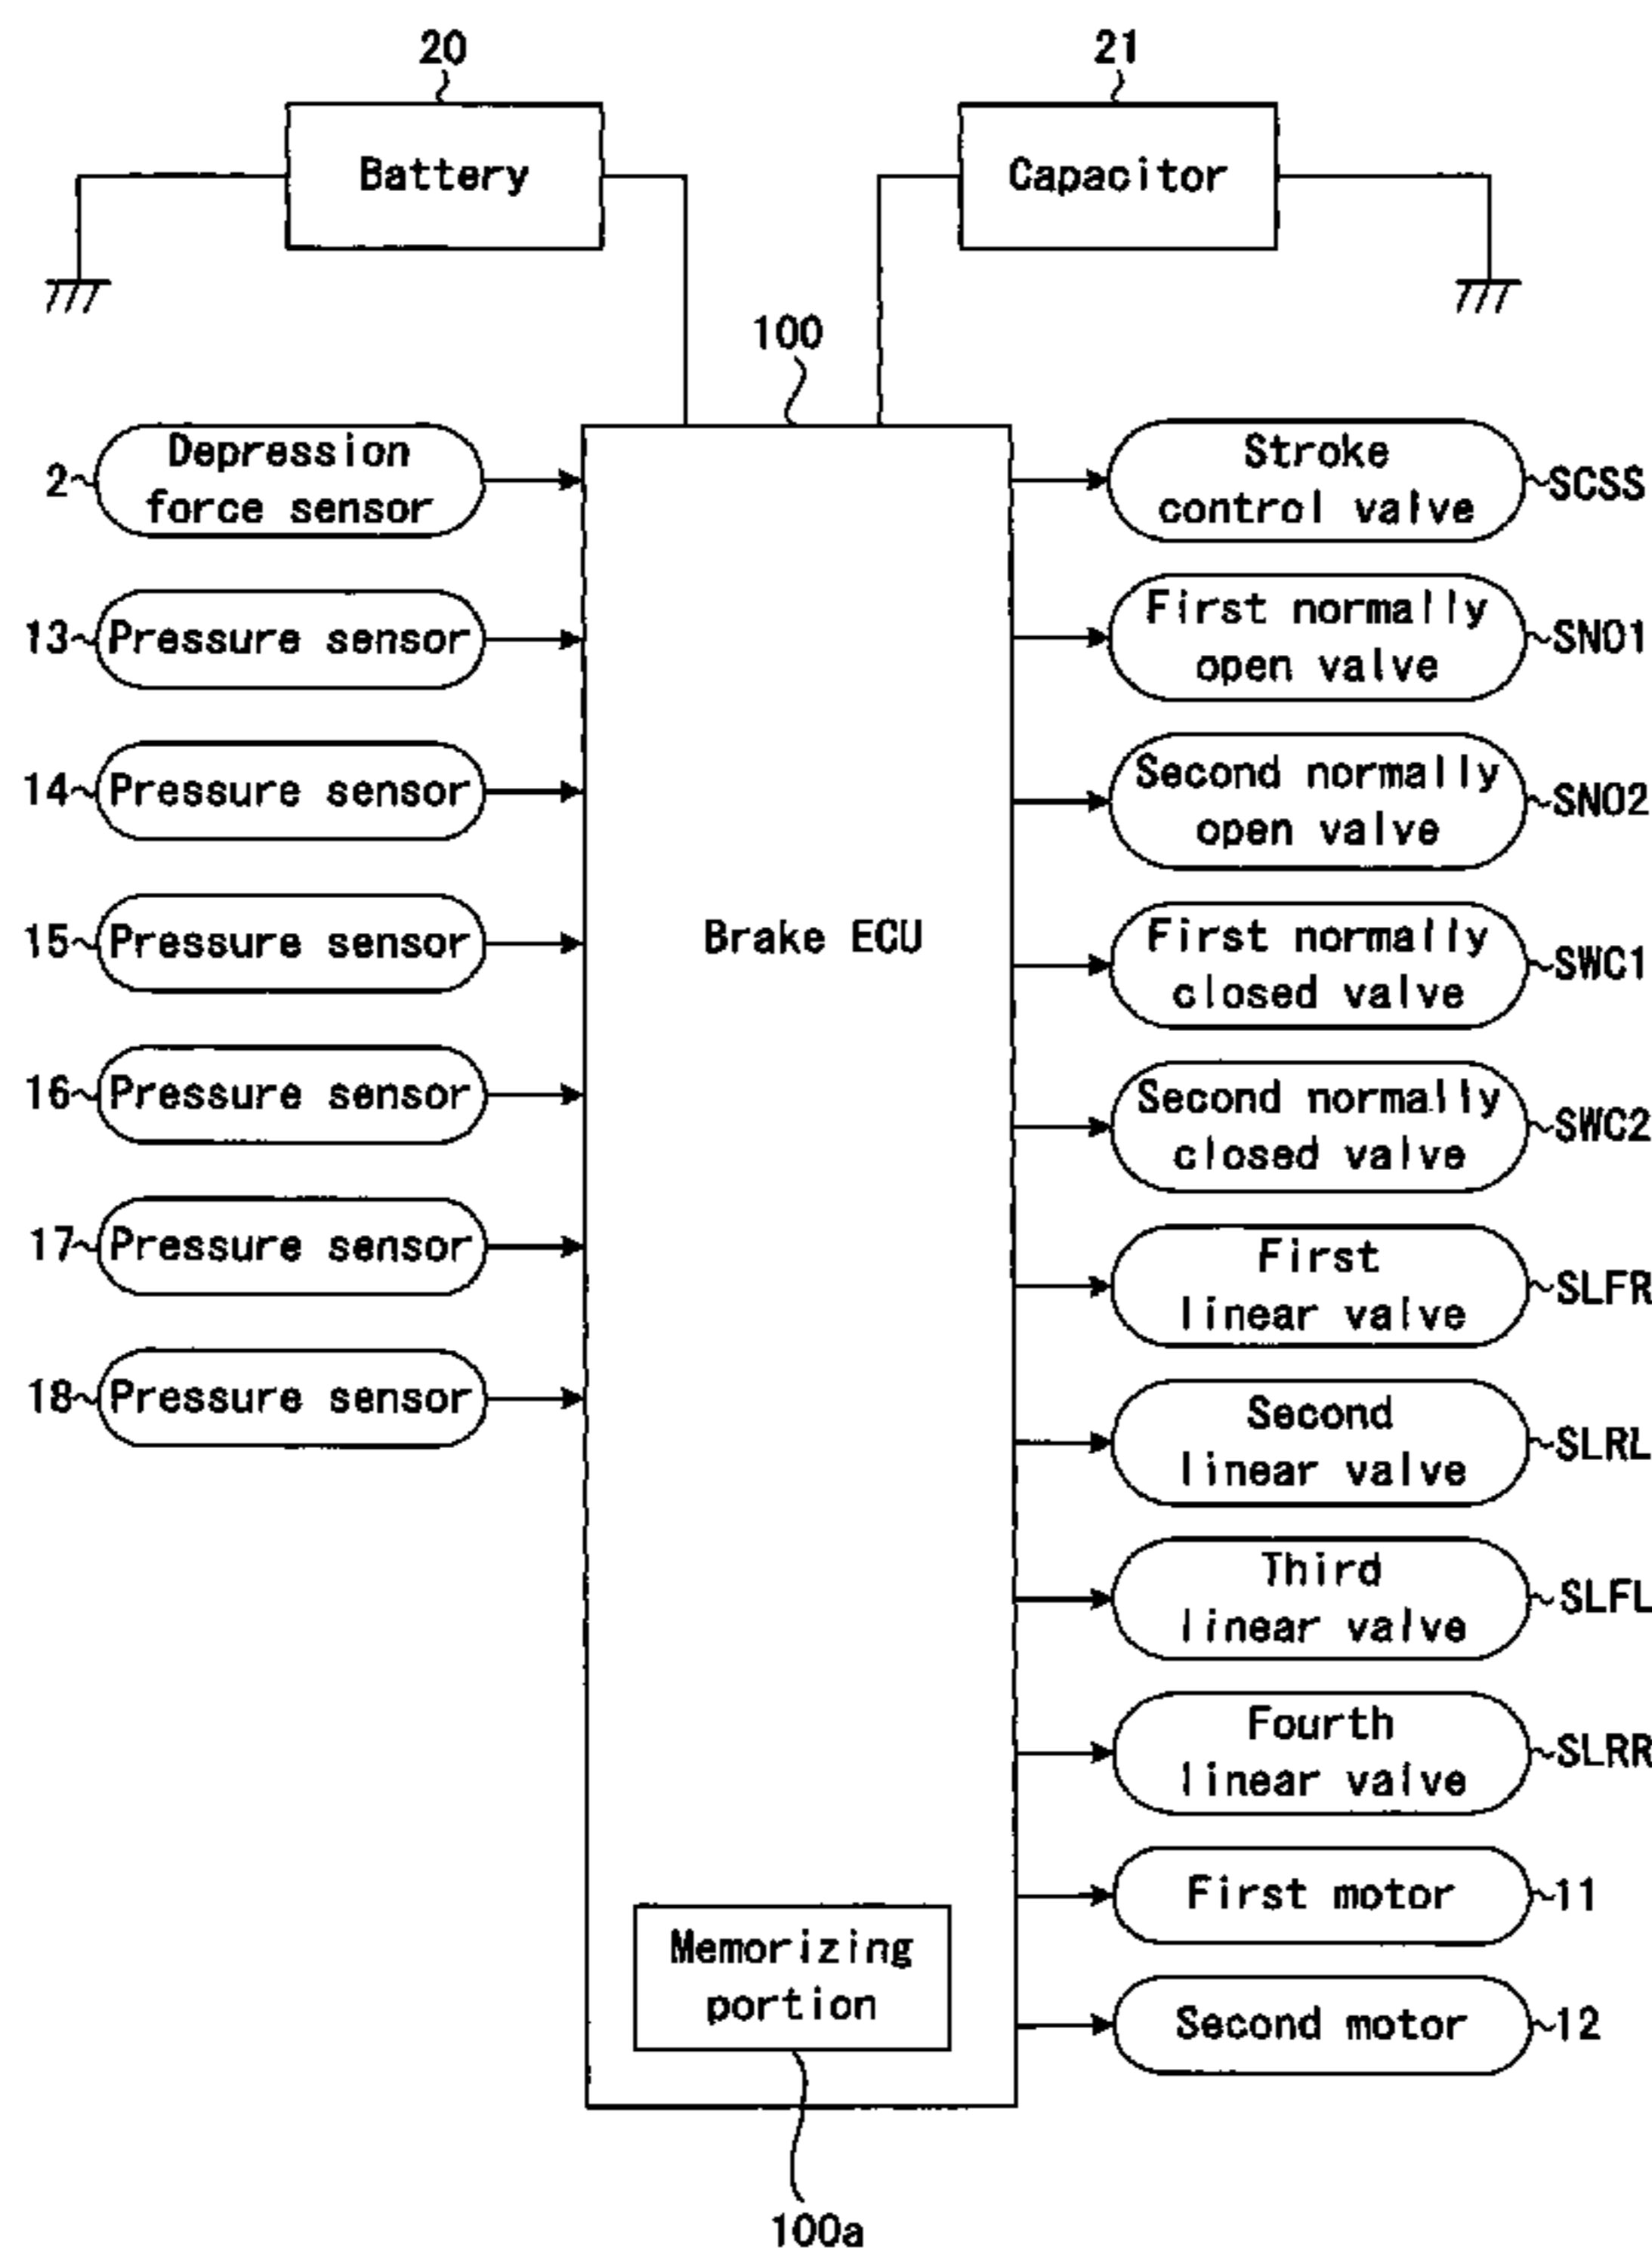 20
21
Battery
Capacitor
100
2
Depression
force sensor
13
Pressure sensor
14
Pressure sensor
15
Pressure sensor
16
Pressure sensor
17
Pressure sensor
18
Pressure sensor
Brake ECU
Memorizing
portion
100a
Stroke
control valve
SCSS
First normally
open valve
SNO1
Second normally
open valve
SNO2
First normally
closed valve
SWC1
Second normally
closed valve
SWC2
First
linear valve
SLFR
Second
linear valve
SLRL
Third
linear valve
SLFL
Fourth
linear valve
SLRR
First motor
11
Second motor
12